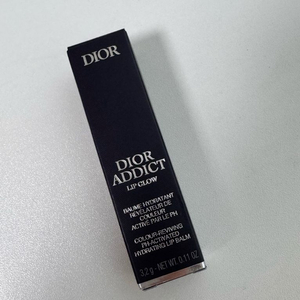 DIOR
DIOR
ADDICT
LIP GLOW
BAUME HYDRATANT
RÉVÉLATEUR DE
COULEUR
ACTIVÉ PAR LE PH
COLOUR-REVIVING
PH ACTIVATED
HYDRATING LIP BALM
3.2 g - NET WT. 0.11 OZ